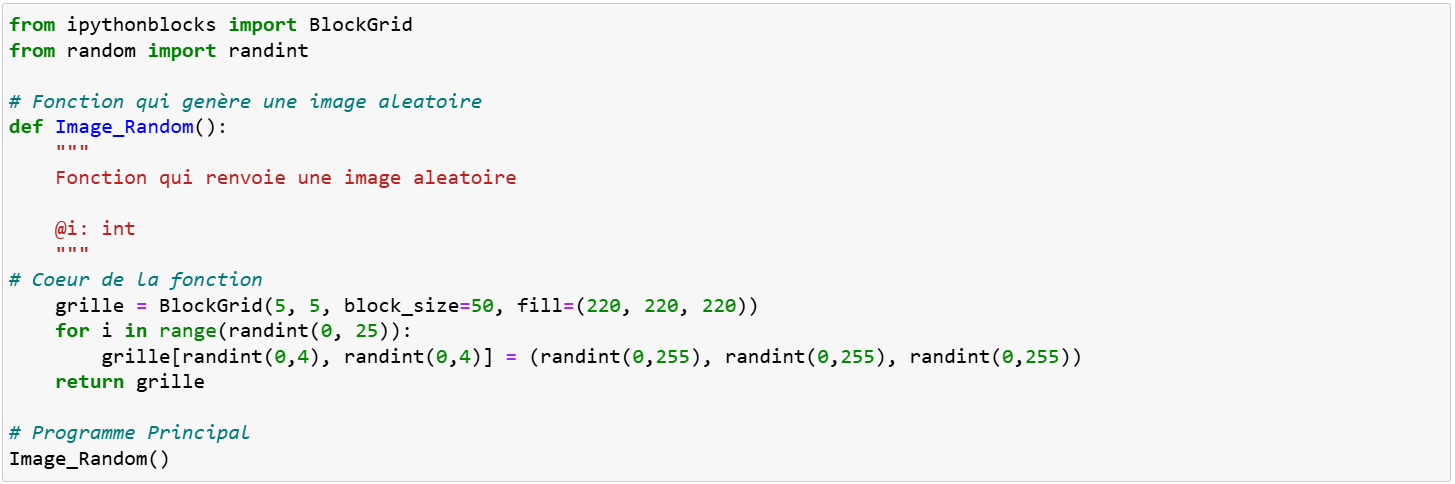 from ipythonblocks import BlockGrid
from random import randint
# Fonction qui genère une image aleatoire
def Image_Random():
    """
    Fonction qui renvoie une image aleatoire
    @i: int
    """
# Coeur de la fonction
    grille = BlockGrid(5, 5, block_size=50, fill=(220, 220, 220))
    for i in range(randint(0, 25)):
        grille[randint(0,4), randint(0,4)] = (randint(0,255), randint(0,255), randint(0,255))
    return grille
# Programme Principal
Image_Random()